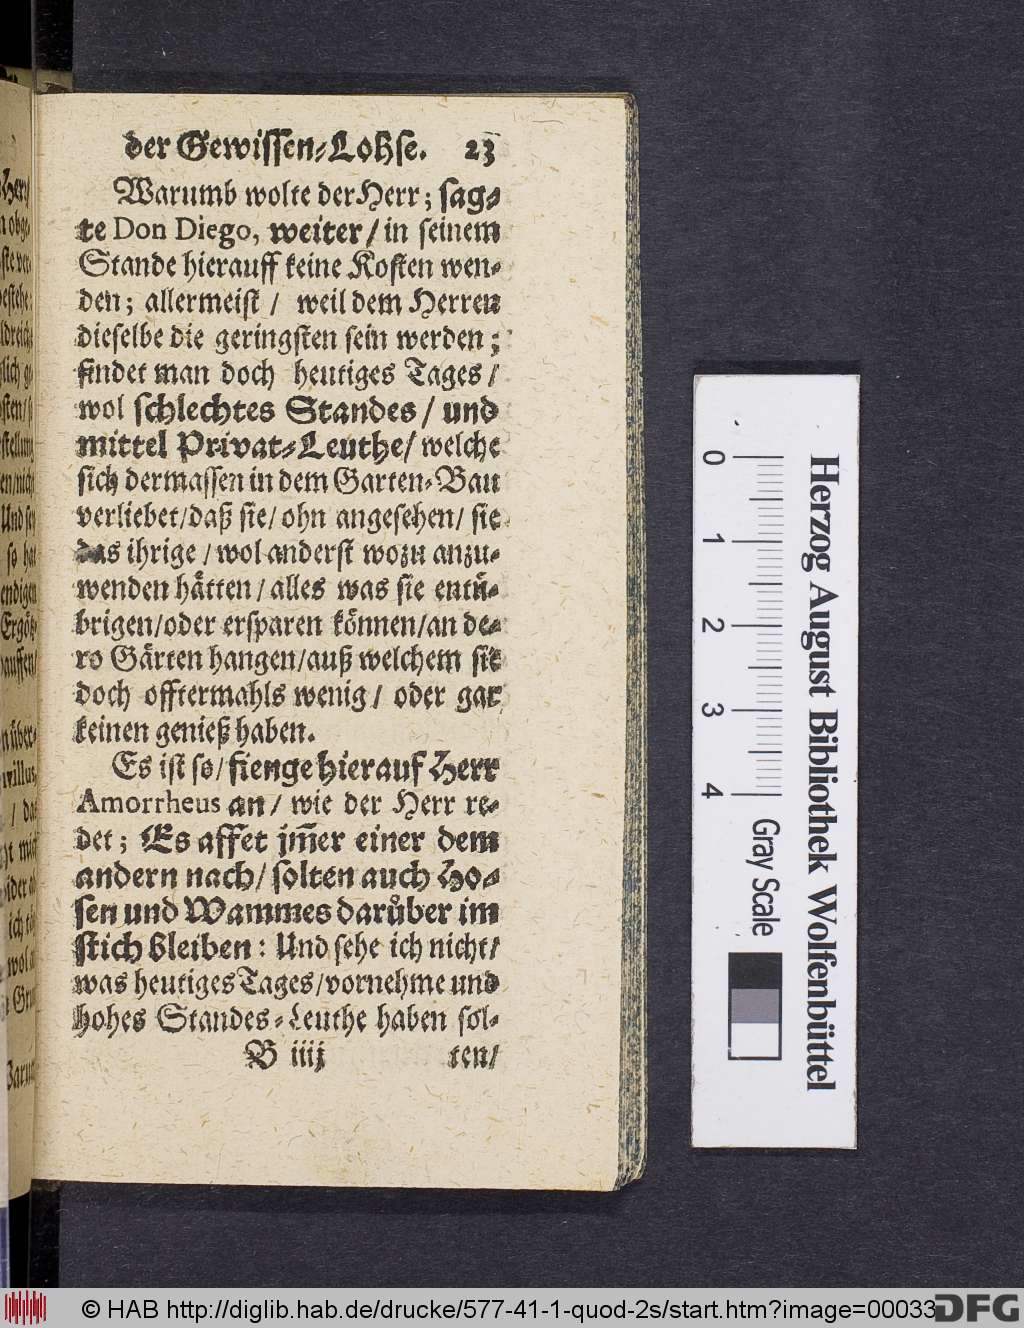 der Gewissen-Lohse. 23
Warumb wolte der Herr; sag-
te Don Diego, weiter/ in seinem
Stande hierauff keine Kosten wen-
den; allermeist / weil dem Herren
dieselbe die geringsten sein werden;
findet man doch heutiges Tages /
wol schlechtes Standes / und
mittel Privat-Leuthe/ welche
sich dermassen in dem Garten-Bau
verliebet/daß sie/ ohn angesehen/ sie
das ihrige / wol anderst wozu anzu-
wenden hätten / alles was sie entü-
brigen/oder ersparen können/an de-
ro Gärten hangen/auß welchem sie
doch offtermahls wenig / oder gar
keinen genieß haben.
Es ist so/ fienge hierauf Herr
Amorrheus an / wie der Herr re-
det; Es affet jm̃er einer dem
andern nach/ solten auch Ho-
sen und Wammes darüber im
stich bleiben: Und sehe ich nicht/
was heutiges Tages/vornehme und
hohes Standes-Leuthe haben sol-
B iiij ten/
Herzog August Bibliothek Wolfenbüttel
0 1 2 3 4 Gray Scale
© HAB http://diglib.hab.de/drucke/577-41-1-quod-2s/start.htm?image=00033
DFG